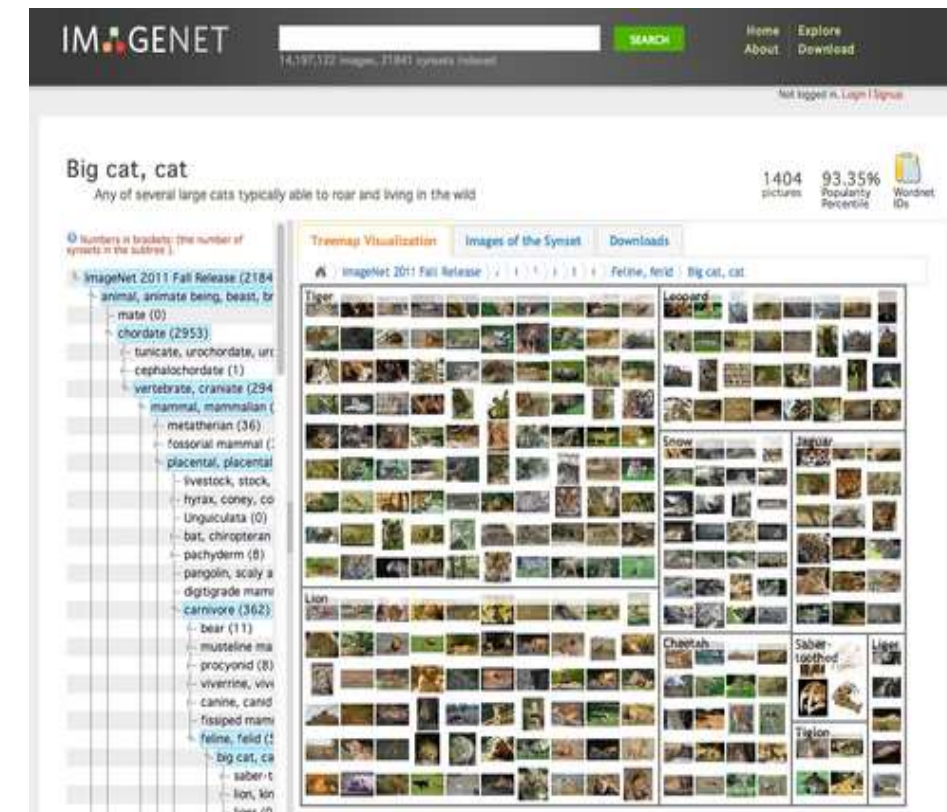 IMAGENET
SEARCH
Home Explore
About Download
14,197,122 images, 21841 synsets indexed
Not logged in. Login I Signup
Big cat, cat
Any of several large cats typically able to roar and living in the wild
1404 pictures
93.35% Popularity Percentile
Wordnet IDs
Numbers in brackets: (the number of
synsets in the subtree ).
Treemap Visualization Images of the Synset Downloads
ImageNet 2011 Fall Release Feline, felid Big cat, cat
ImageNet 2011 Fall Release (2184
animal, animate being, beast, br
mate (0)
chordate (2953)
tunicate, urochordate, urc
cephalochordate (1)
vertebrate, craniate (294
mammal, mammalian (
metatherian (36)
fossorial mammal (
placental, placental
livestock, stock,
hyrax, coney, co
Unguiculata (0)
bat, chiropteran
pachyderm (8)
pangolin, scaly a
digitigrade mam
carnivore (362)
bear (11)
musteline ma
procyonid (8)
viverrine, vive
canine, canid
fissiped mam
feline, felid (
big cat, ca
saber-t
lion, kin
Tiger
Leopard
Snow
Jaguar
Lion
Cheetah
Saber-
toothed
Liger
Tiglon